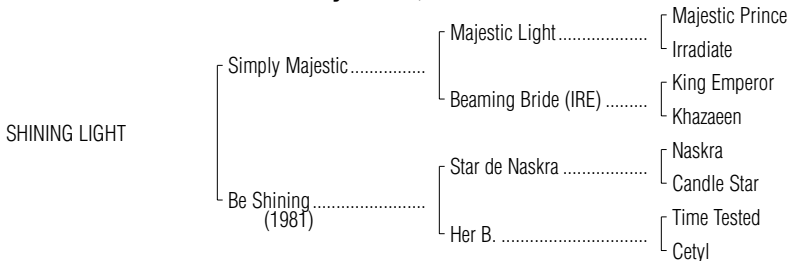 Majestic Prince
Majestic Light....................
Irradiate
Simply Majestic................
King Emperor
Beaming Bride (IRE) .........
Khazaeen
SHINING LIGHT
Naskra
Star de Naskra ..................
Candle Star
Be Shining........................
(1981)
Time Tested
Her B. ...............................
Cetyl